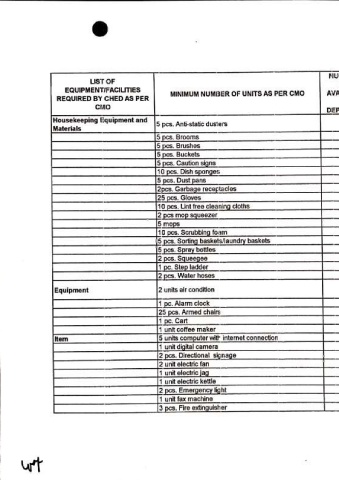 LIST OF
EQUIPMENT/FACILITIES
REQUIRED BY CHED AS PER
CMO
MINIMUM NUMBER OF UNITS AS PER CMO
NU
AVA
DEP
Housekeeping Equipment and
Materials
5 pcs. Anti-static dusters
5 pcs. Brooms
5 pcs. Brushes
5 pcs. Buckets
5 pcs. Caution signs
10 pcs. Dish sponges
5 pcs. Dust pans
2pcs. Garbage receptacles
25 pcs. Gloves
10 pcs. Lint free cleaning cloths
2 pcs mop squeezer
5 mops
10 pcs. Scrubbing foam
5 pcs. Sorting baskets/laundry baskets
5 pcs. Spray bottles
2 pcs. Squeegee
1 pc. Step ladder
2 pcs. Water hoses
Equipment
2 units air condition
1 pc. Alarm clock
25 pcs. Armed chairs
1 pc. Cart
1 unit coffee maker
Item
5 units computer with internet connection
1 unit digital camera
2 pcs. Directional signage
2 unit electric fan
1 unit electric jag
1 unit electric kettle
2 pcs. Emergency light
1 unit fax machine
3 pcs. Fire extinguisher